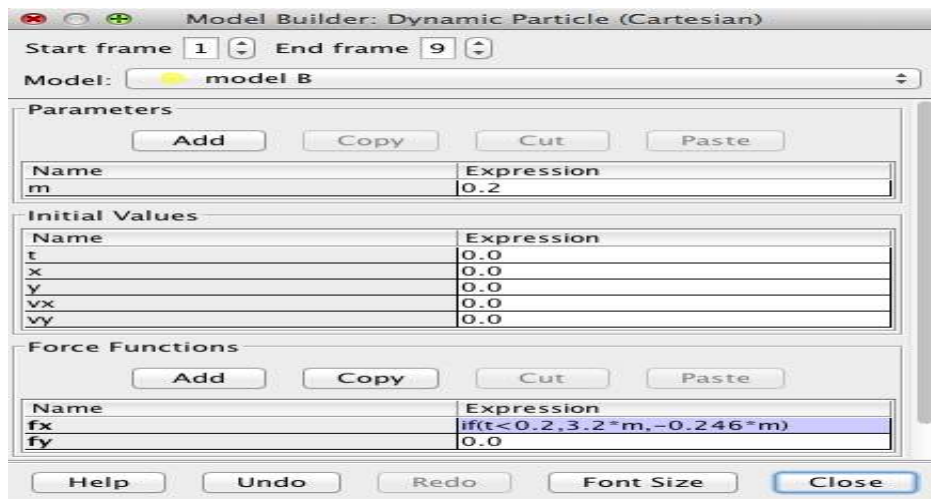 Model Builder: Dynamic Particle (Cartesian)
Start frame 1 End frame 9
Model: model B
Parameters
Add Copy Cut Paste
Name Expression
m 0.2
Initial Values
Name Expression
t 0.0
x 0.0
y 0.0
vx 0.0
vy 0.0
Force Functions
Add Copy Cut Paste
Name Expression
fx if(t<0.2,3.2*m,-0.246*m)
fy 0.0
Help Undo Redo Font Size Close